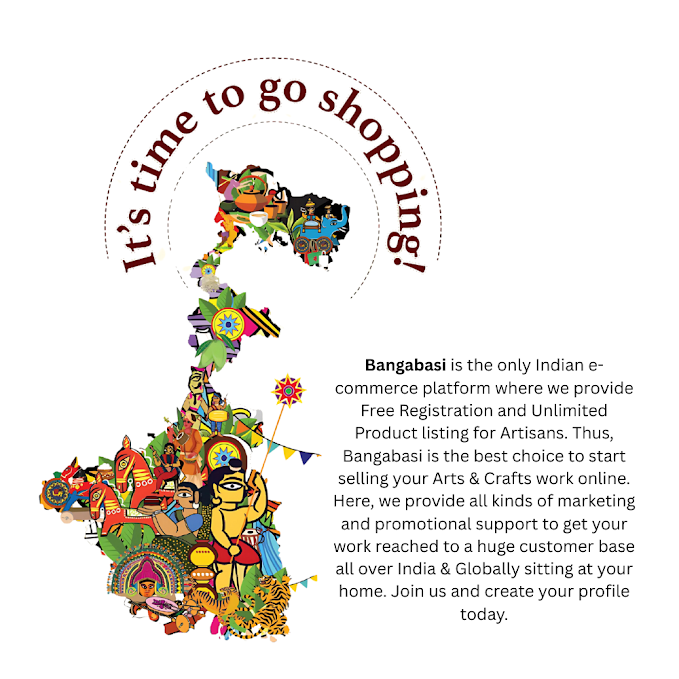 It's time to go shopping!
Bangabasi is the only Indian e-
commerce platform where we provide
Free Registration and Unlimited
Product listing for Artisans. Thus,
Bangabasi is the best choice to start
selling your Arts & Crafts work online.
Here, we provide all kinds of marketing
and promotional support to get your
work reached to a huge customer base
all over India & Globally sitting at your
home. Join us and create your profile
today.